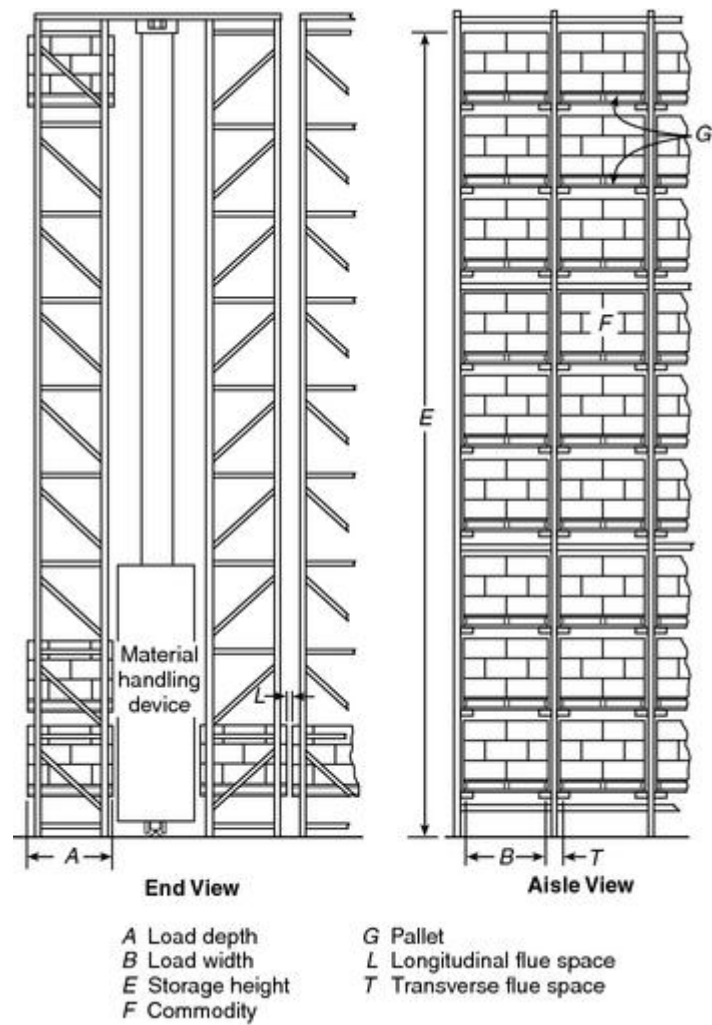 G
F
E
Material
handling
device
L
A
B
T
End View
Aisle View
A Load depth
B Load width
E Storage height
F Commodity
G Pallet
L Longitudinal flue space
T Transverse flue space